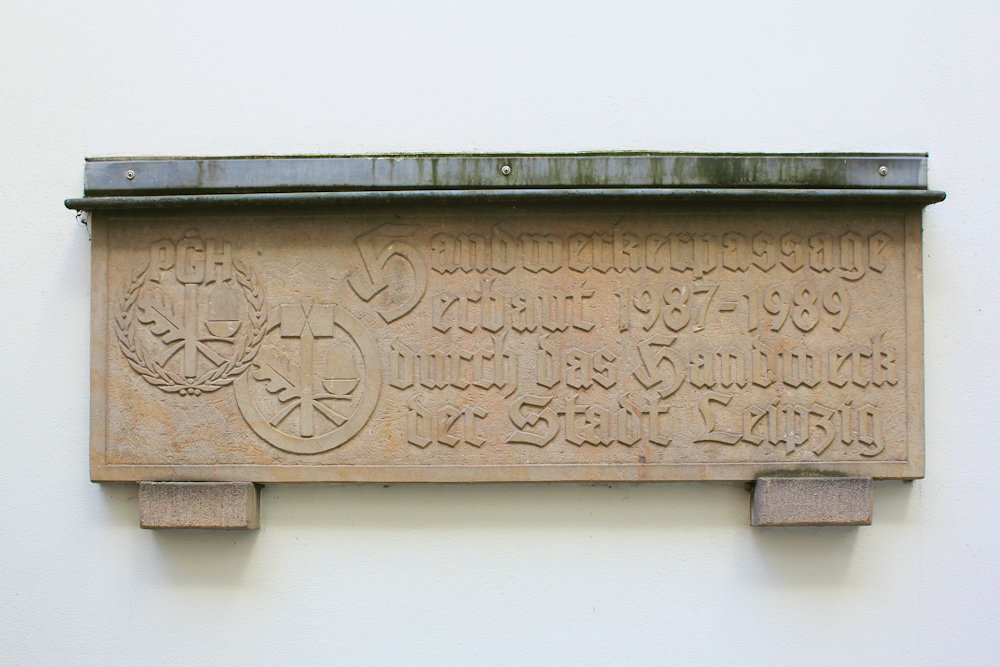 PGH
Handwerkerpassage
erbaut 1987-1989
durch das Handwerk
der Stadt Leipzig